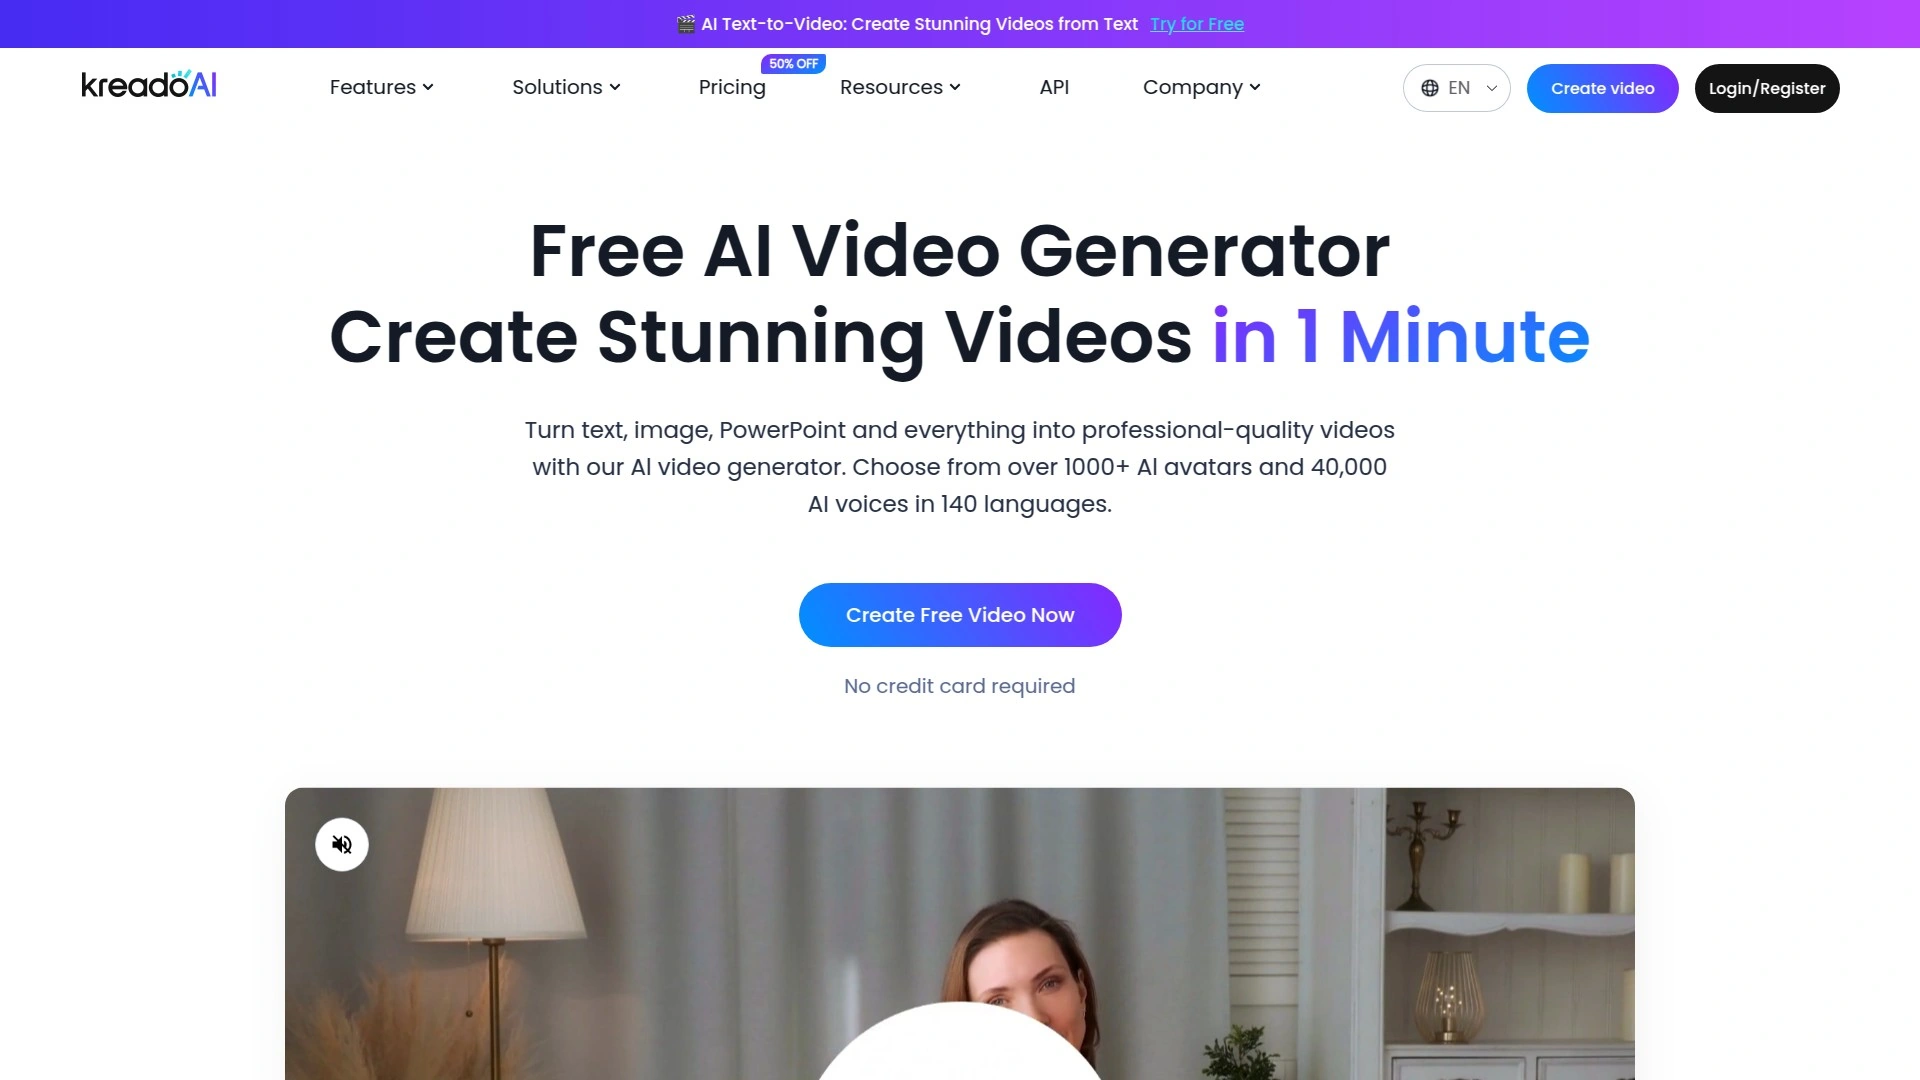 🎬 AI Text-to-Video: Create Stunning Videos from Text Try for Free
kreadoAI
Features
Solutions
Pricing
50% OFF
Resources
API
Company
EN
Create video
Login/Register
Free AI Video Generator
Create Stunning Videos in 1 Minute
Turn text, image, PowerPoint and everything into professional-quality videos
with our AI video generator. Choose from over 1000+ AI avatars and 40,000
AI voices in 140 languages.
Create Free Video Now
No credit card required